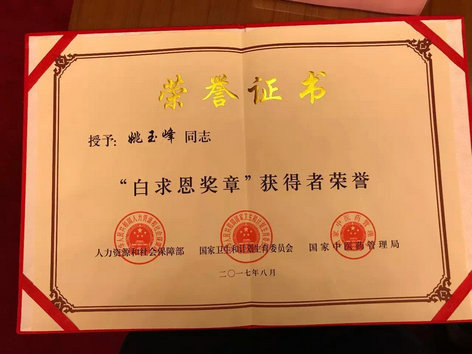 荣誉证书
授予：姚玉峰 同志
“白求恩奖章”获得者荣誉
人力资源和社会保障部 国家卫生和计划生育委员会 国家中医药管理局
二〇一七年八月